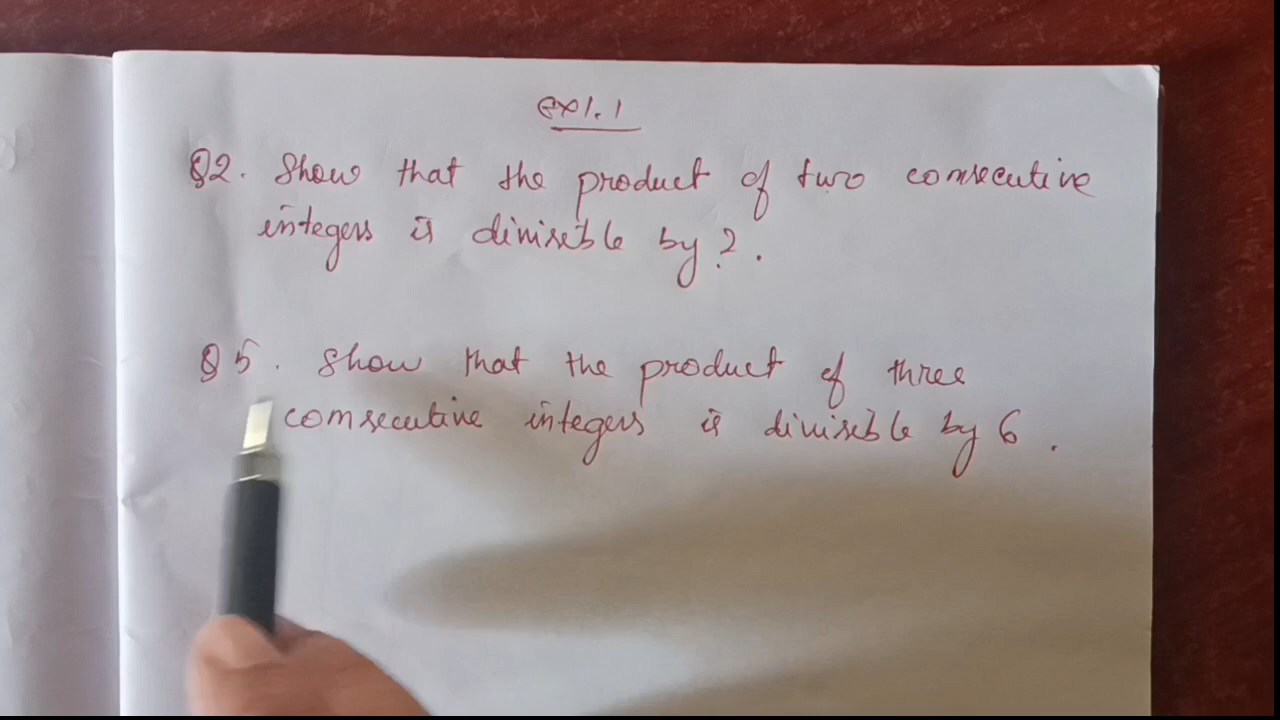 ex1.1
Q2. Show that the product of two consecutive
integers is divisible by 2.
Q5. Show that the product of three
consecutive integers is divisible by 6.